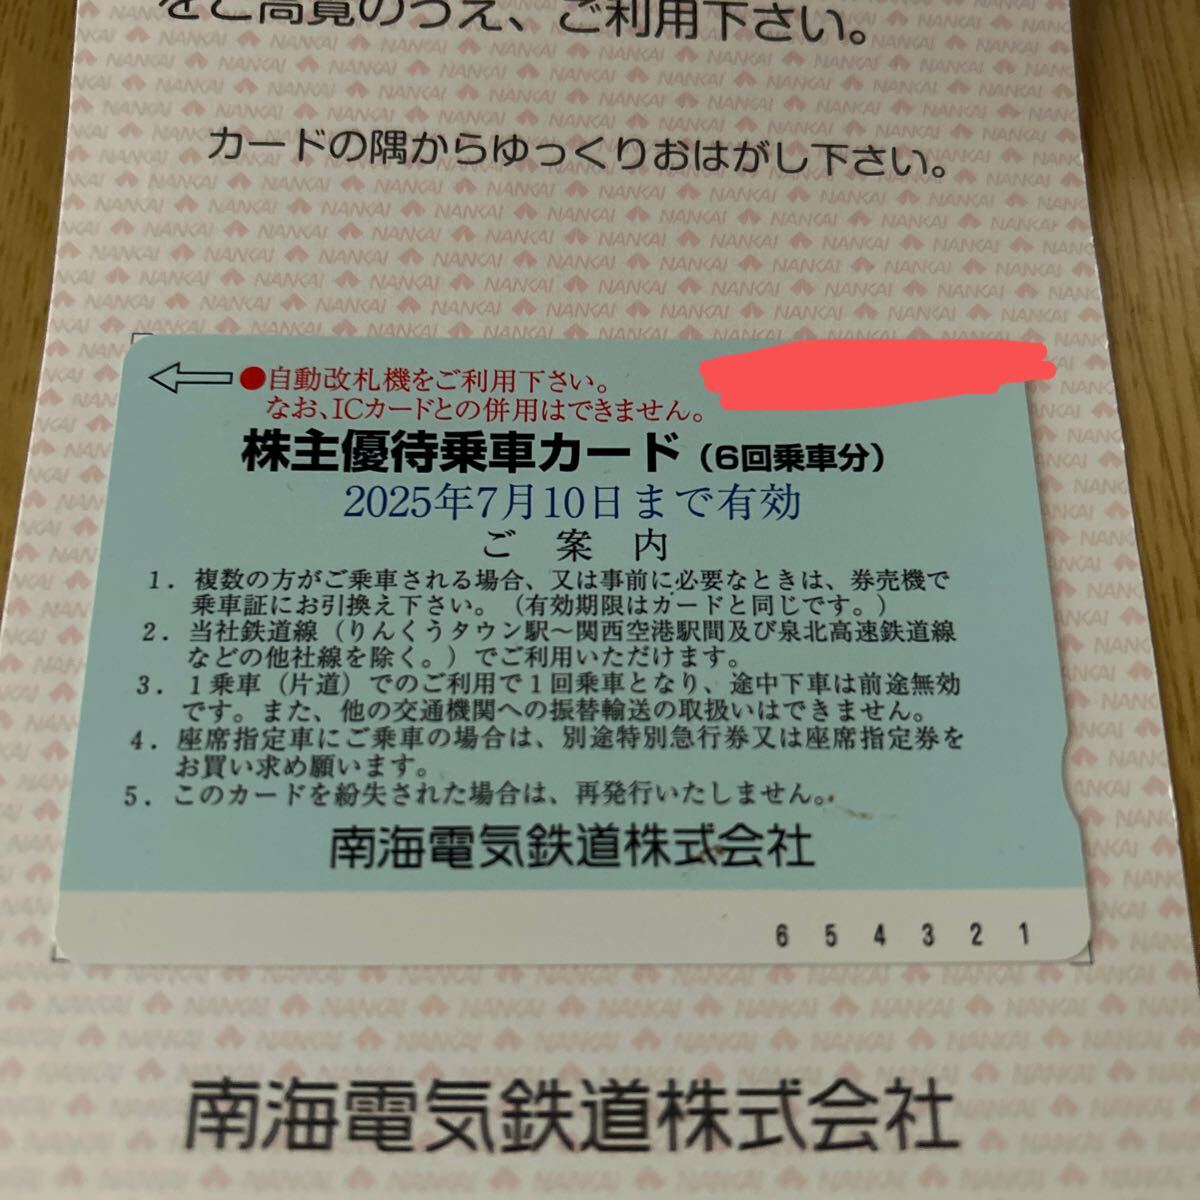 をご高覧のうえ、ご利用下さい。
カードの隅からゆっくりおはがし下さい。
●自動改札機をご利用下さい。
なお、ICカードとの併用はできません。
株主優待乗車カード（6回乗車分）
2025年7月10日まで有効
ご案内
1．複数の方がご乗車される場合、又は事前に必要なときは、券売機で
乗車証にお引換え下さい。（有効期限はカードと同じです。）
2．当社鉄道線（りんくうタウン駅～関西空港駅間及び泉北高速鉄道線
などの他社線を除く。）でご利用いただけます。
3．1乗車（片道）でのご利用で1回乗車となり、途中下車は前途無効
です。また、他の交通機関への振替輸送の取扱いはできません。
4．座席指定車にご乗車の場合は、別途特別急行券又は座席指定券を
お買い求め願います。
5．このカードを紛失された場合は、再発行いたしません。
南海電気鉄道株式会社
6 5 4 3 2 1
南海電気鉄道株式会社